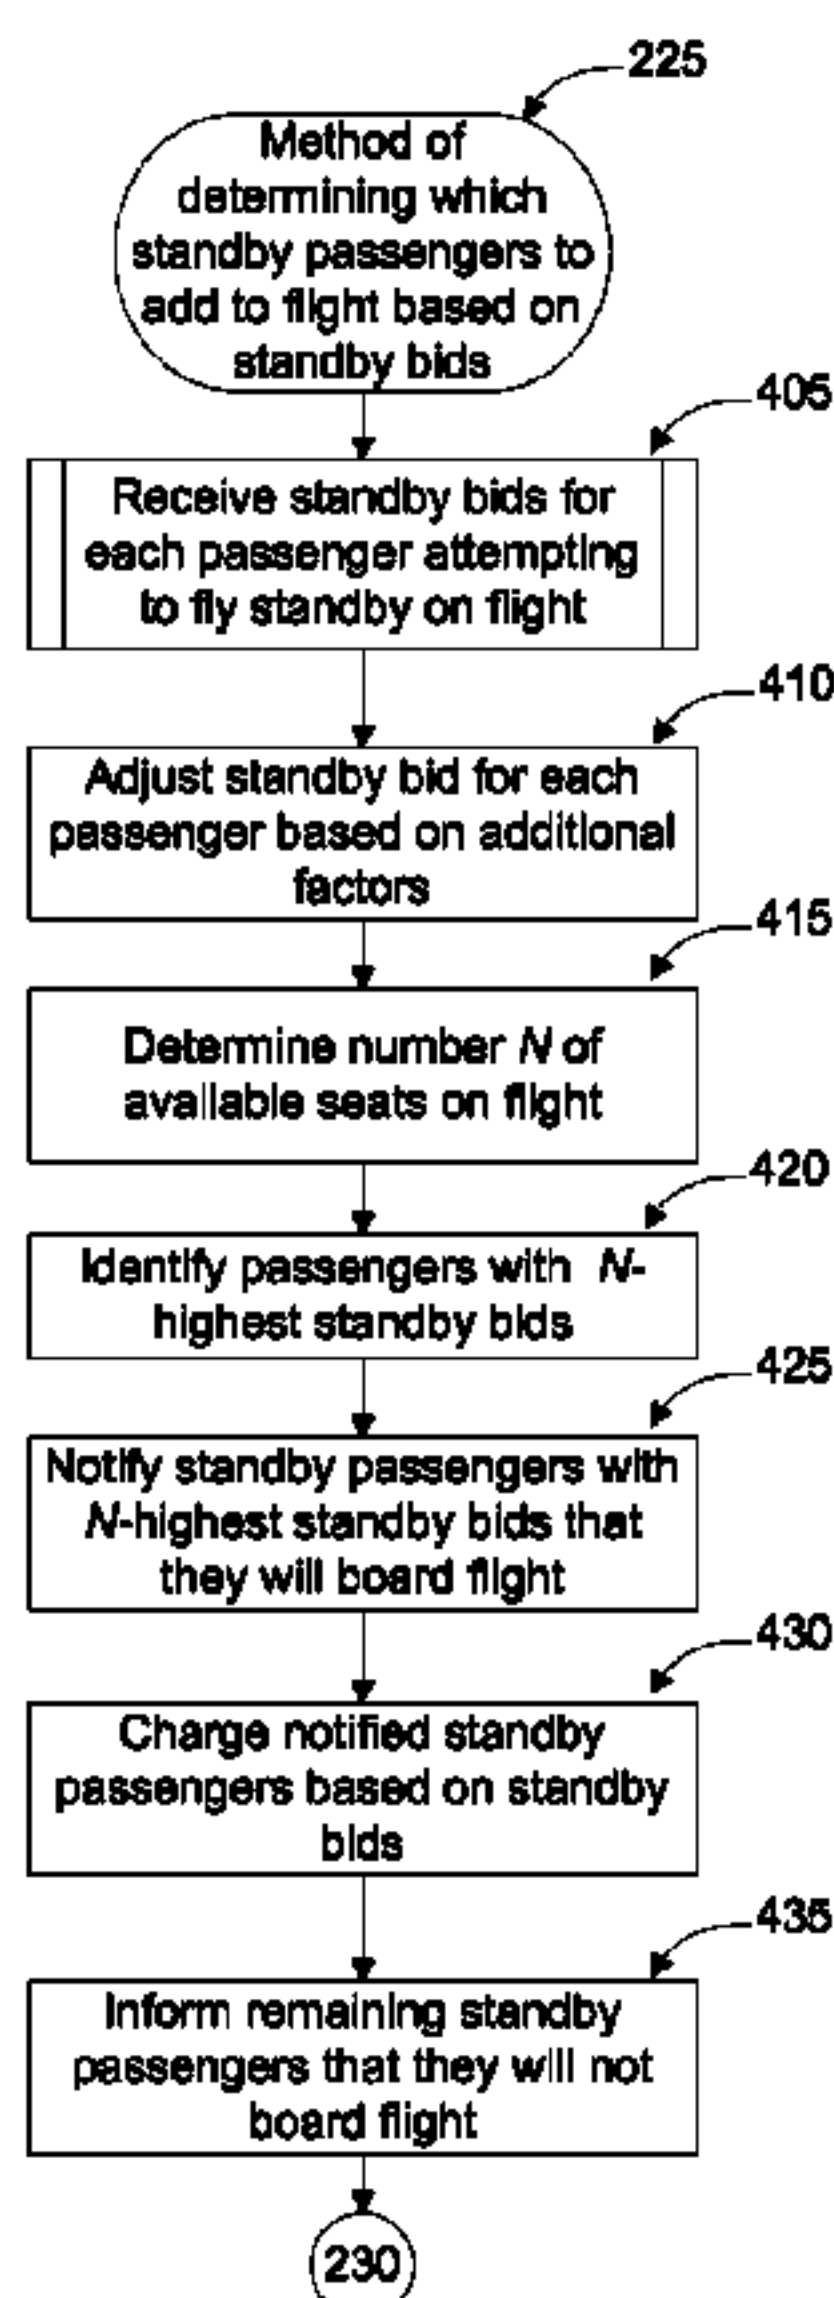 225
Method of
determining which
standby passengers to
add to flight based on
standby bids
405
Receive standby bids for
each passenger attempting
to fly standby on flight
410
Adjust standby bid for each
passenger based on additional
factors
415
Determine number N of
available seats on flight
420
Identify passengers with N-
highest standby bids
425
Notify standby passengers with
N-highest standby bids that
they will board flight
430
Charge notified standby
passengers based on standby
bids
435
Inform remaining standby
passengers that they will not
board flight
230